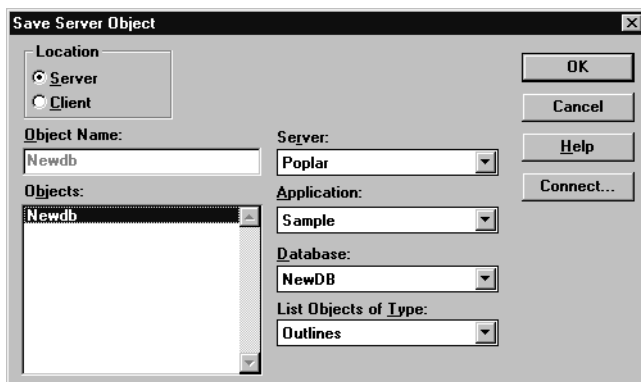 Save Server Object
Location
Server
Client
Object Name:
Newdb
Objects:
Newdb
Server:
Poplar
Application:
Sample
Database:
NewDB
List Objects of Type:
Outlines
OK
Cancel
Help
Connect...